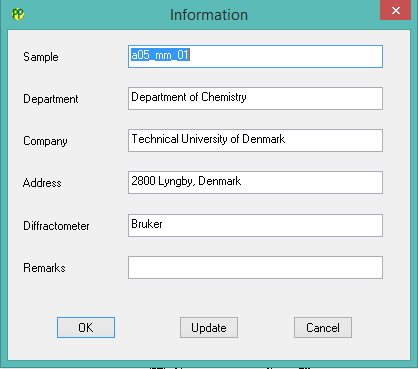 Information
Sample
a05_mm_01
Department
Department of Chemistry
Company
Technical University of Denmark
Address
2800 Lyngby, Denmark
Diffractometer
Bruker
Remarks
OK
Update
Cancel